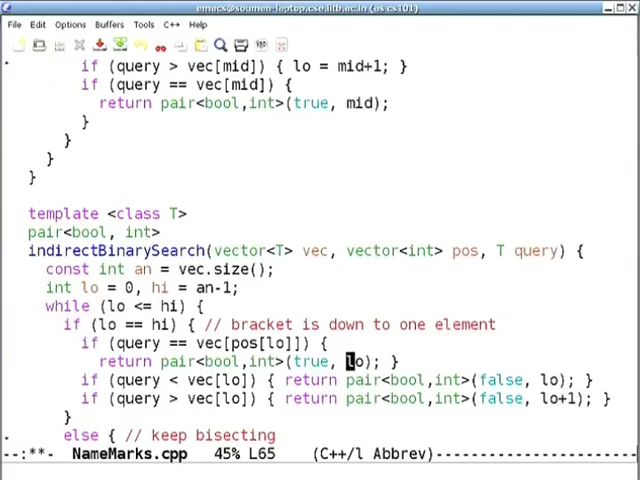 emacs@soumen-laptop.cse.iitb.ac.in (as cs101)
File Edit Options Buffers Tools C++ Help
if (query > vec[mid]) { lo = mid+1; }
if (query == vec[mid]) {
return pair<bool,int>(true, mid);
}
}
}
}
template <class T>
pair<bool, int>
indirectBinarySearch(vector<T> vec, vector<int> pos, T query) {
const int an = vec.size();
int lo = 0, hi = an-1;
while (lo <= hi) {
if (lo == hi) { // bracket is down to one element
if (query == vec[pos[lo]]) {
return pair<bool,int>(true, lo); }
if (query < vec[lo]) { return pair<bool,int>(false, lo); }
if (query > vec[lo]) { return pair<bool,int>(false, lo+1); }
}
else { // keep bisecting
--:**- NameMarks.cpp 45% L65 (C++/l Abbrev)-----------------------